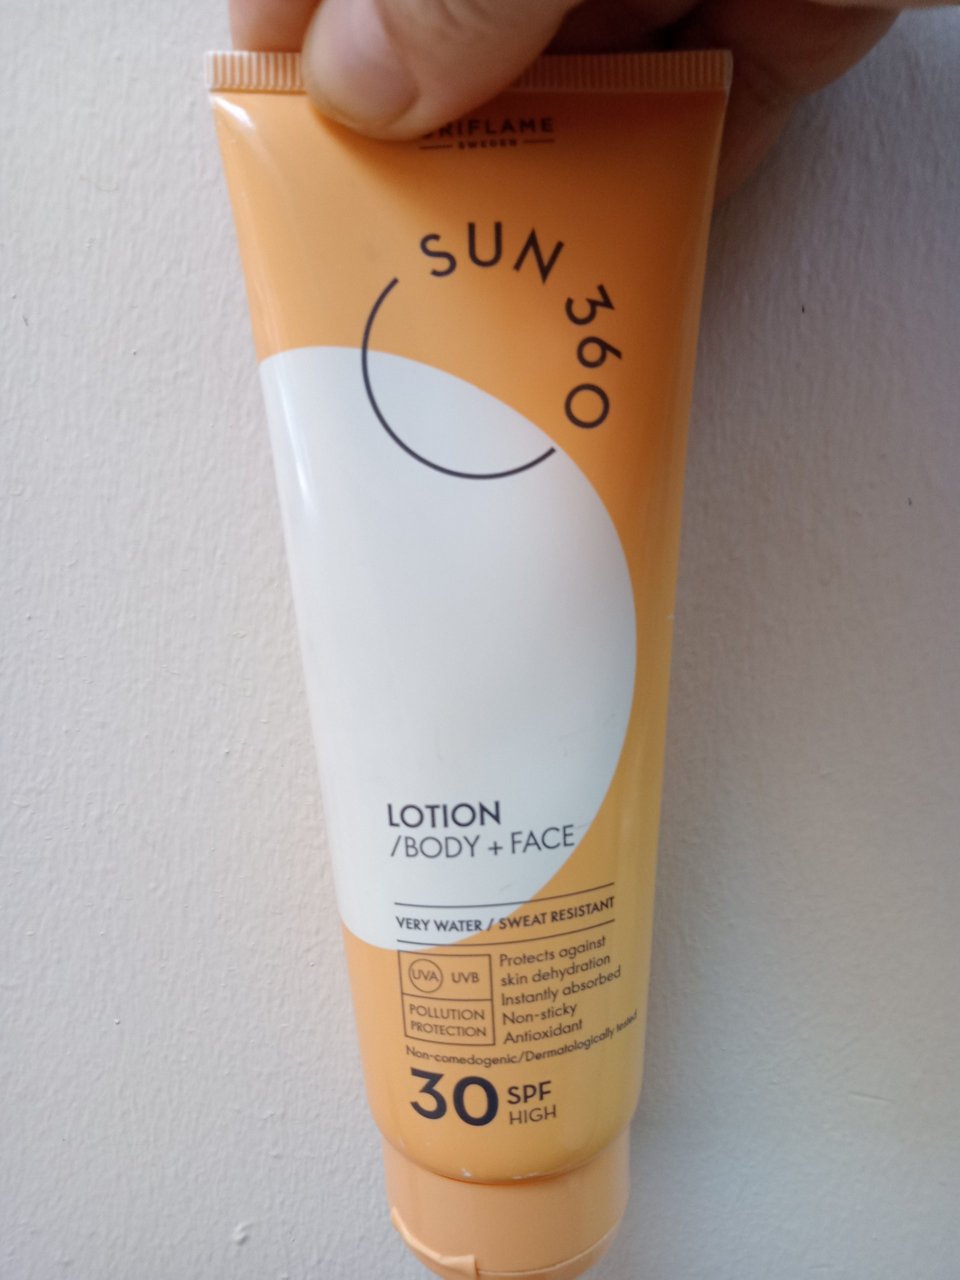 ORIFLAME
SWEDEN
SUN 360
LOTION
/BODY + FACE
VERY WATER / SWEAT RESISTANT
UVA UVB
POLLUTION
PROTECTION
Protects against
skin dehydration
Instantly absorbed
Non-sticky
Antioxidant
Non-comedogenic/Dermatologically tested
30 SPF
HIGH